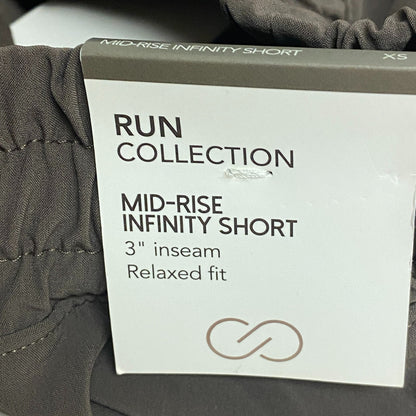 MID-RISE INFINITY SHORT XS
RUN
COLLECTION
MID-RISE
INFINITY SHORT
3" inseam
Relaxed fit